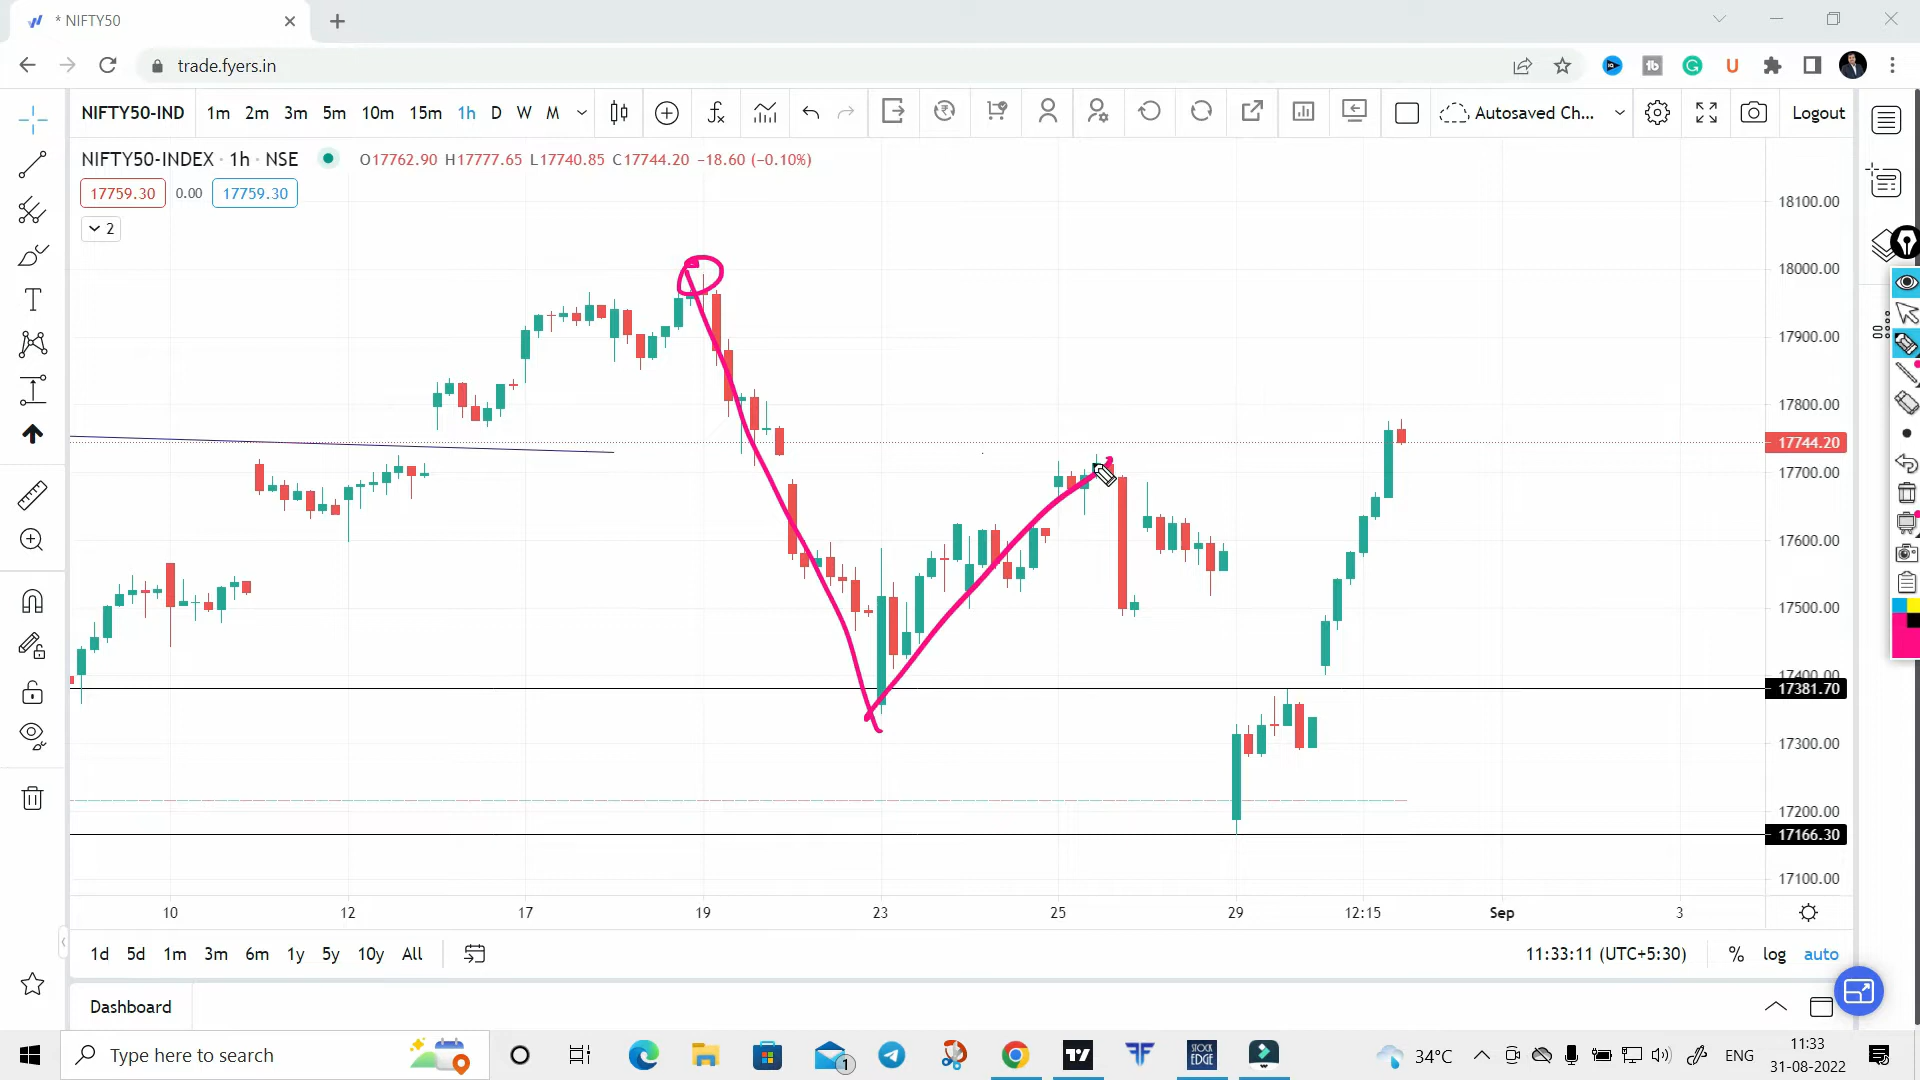 * NIFTY50
trade.fyers.in
NIFTY50-IND 1m 2m 3m 5m 10m 15m 1h D W M Autosaved Ch... Logout
NIFTY50-INDEX · 1h · NSE O17762.90 H17777.65 L17740.85 C17744.20 −18.60 (−0.10%)
17759.30 0.00 17759.30
2
18100.00
18000.00
17900.00
17800.00
17744.20
17700.00
17600.00
17500.00
17400.00
17381.70
17300.00
17200.00
17166.30
17100.00
10 12 17 19 23 25 29 12:15 Sep 3
1d 5d 1m 3m 6m 1y 5y 10y All 11:33:11 (UTC+5:30) % log auto
Dashboard
Type here to search 1 STOCK EDGE 34°C ENG 11:33
31-08-2022